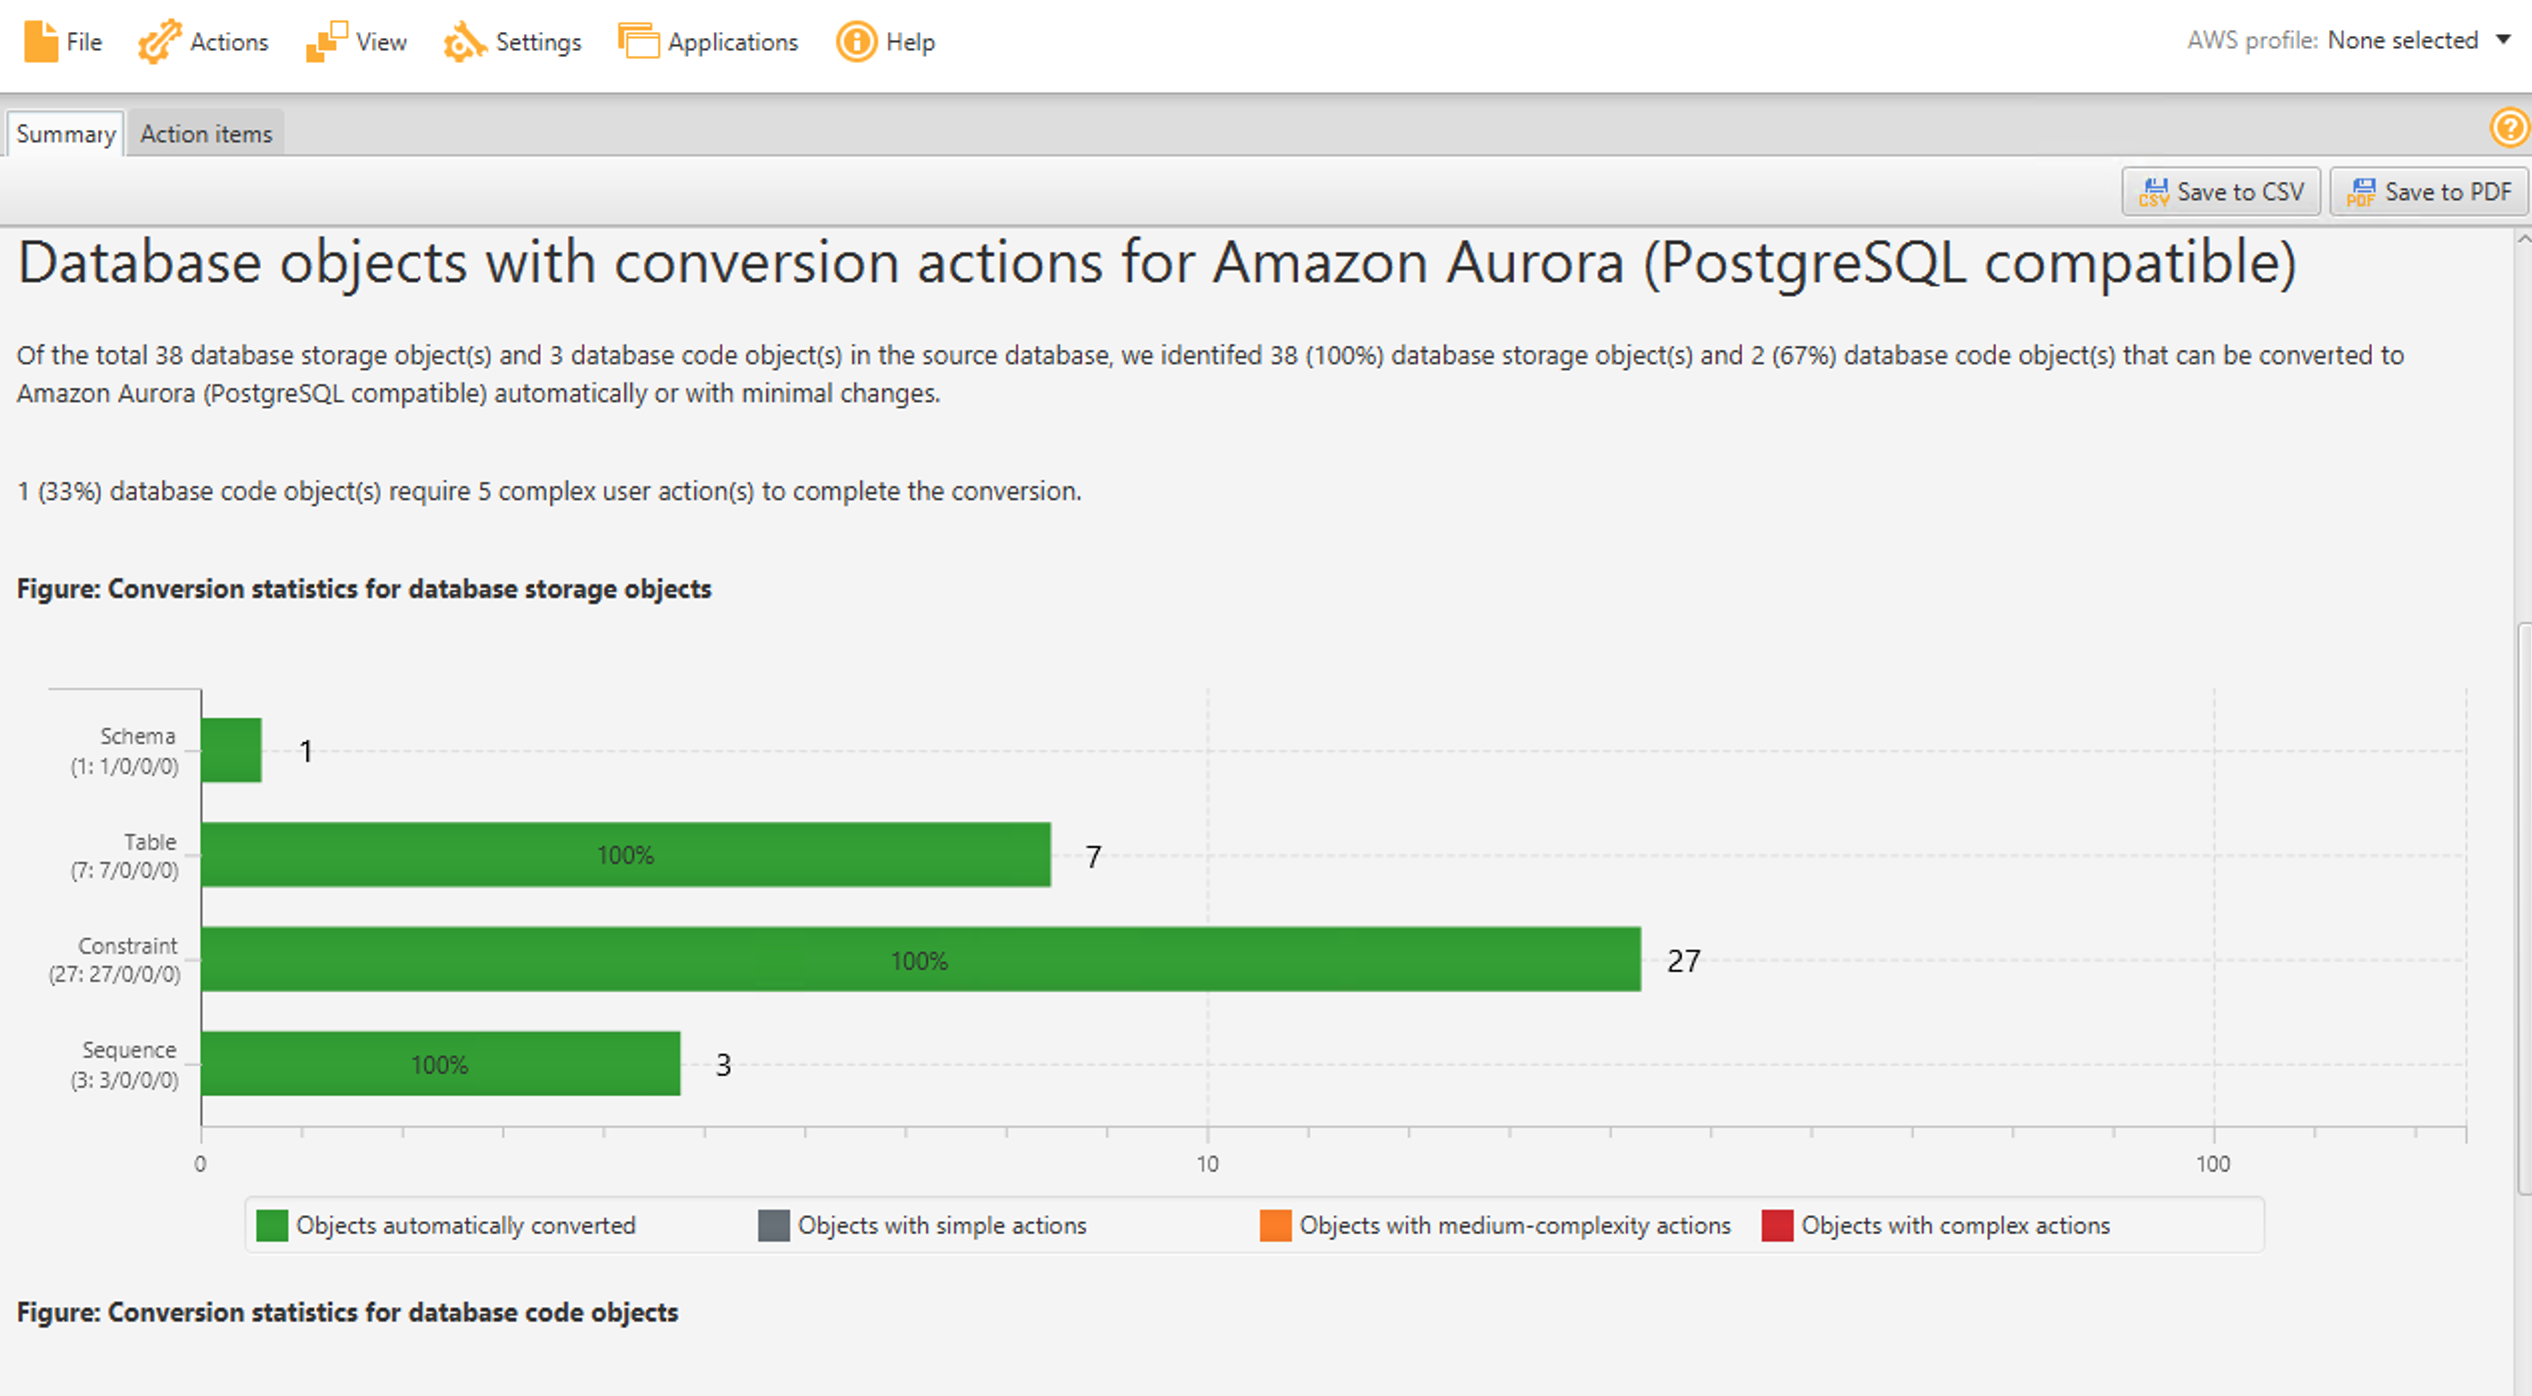 File Actions View Settings Applications Help AWS profile: None selected
Summary Action items
CSV Save to CSV PDF Save to PDF
Database objects with conversion actions for Amazon Aurora (PostgreSQL compatible)
Of the total 38 database storage object(s) and 3 database code object(s) in the source database, we identifed 38 (100%) database storage object(s) and 2 (67%) database code object(s) that can be converted to
Amazon Aurora (PostgreSQL compatible) automatically or with minimal changes.
1 (33%) database code object(s) require 5 complex user action(s) to complete the conversion.
Figure: Conversion statistics for database storage objects
Schema
(1: 1/0/0/0)
1
Table
(7: 7/0/0/0)
100%
7
Constraint
(27: 27/0/0/0)
100%
27
Sequence
(3: 3/0/0/0)
100%
3
0 10 100
Objects automatically converted Objects with simple actions Objects with medium-complexity actions Objects with complex actions
Figure: Conversion statistics for database code objects